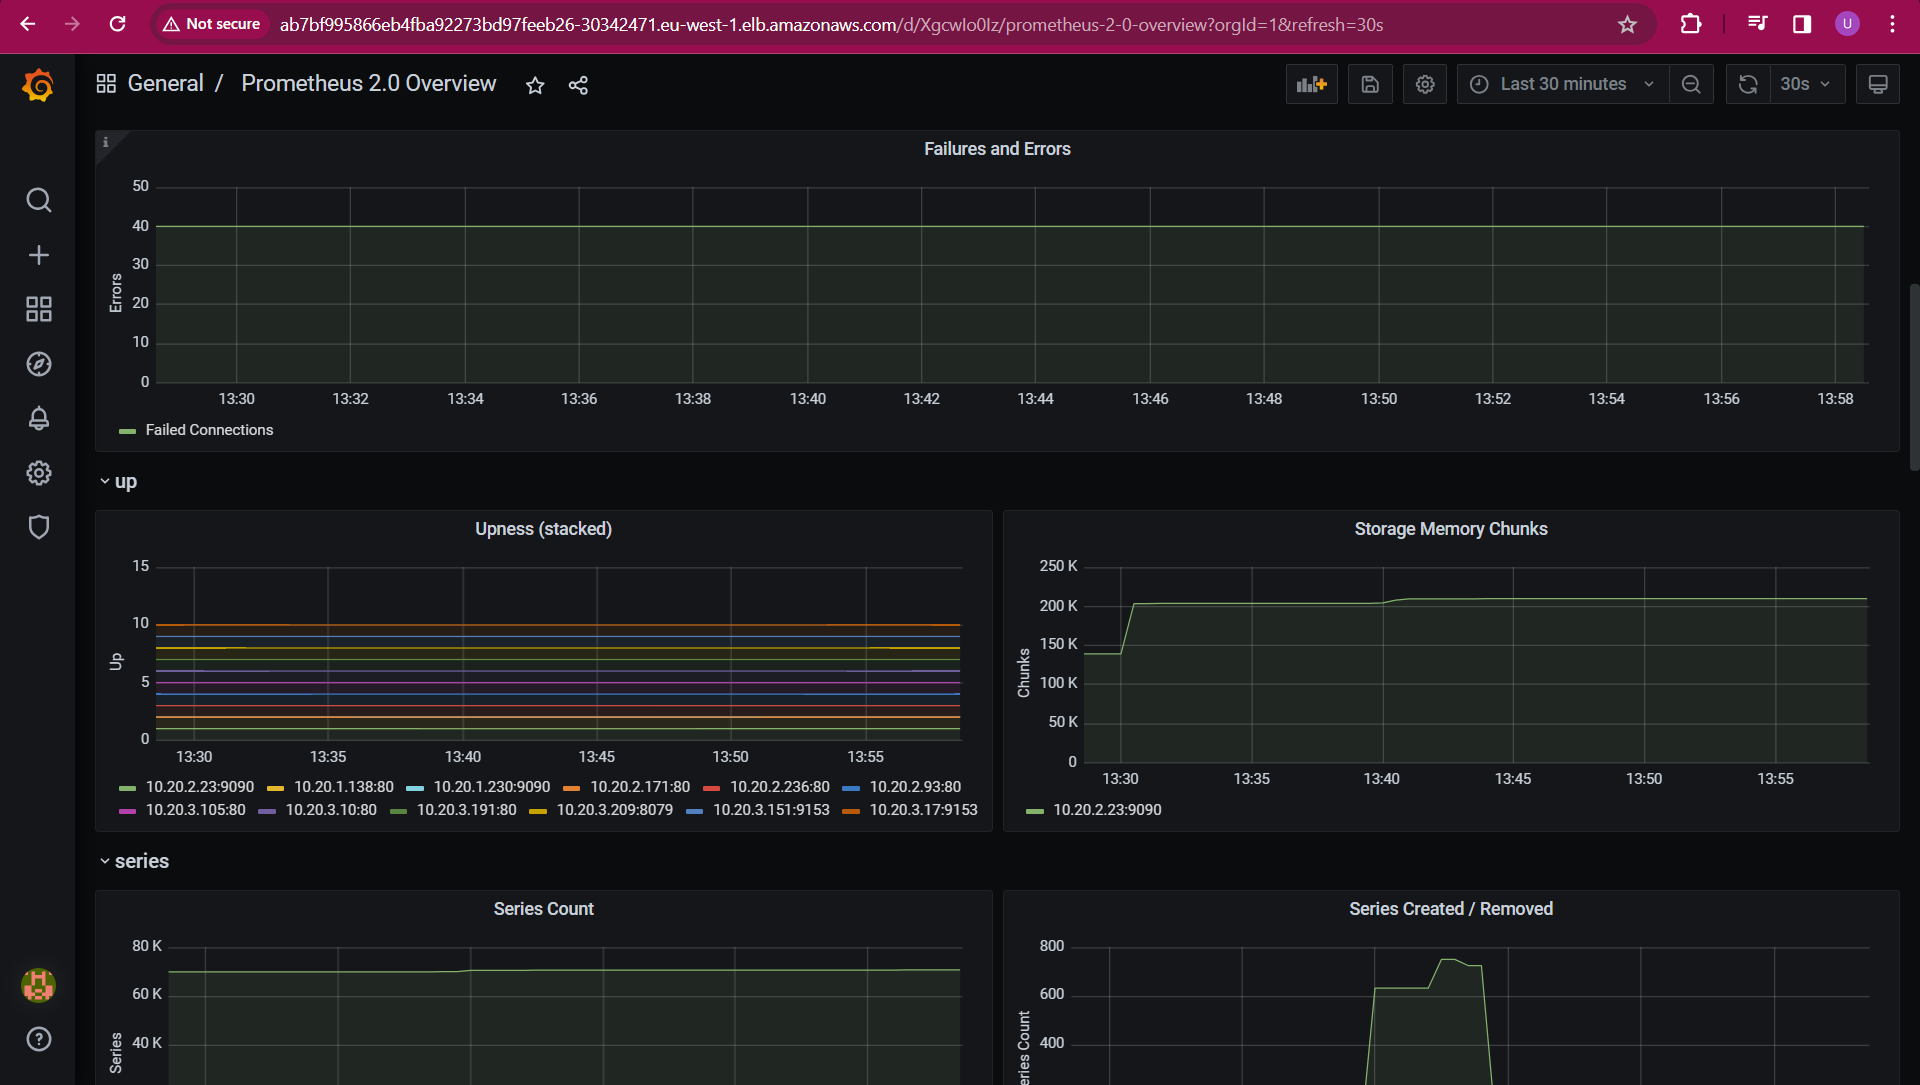 Not secure ab7bf995866eb4fba92273bd97feeb26-30342471.eu-west-1.elb.amazonaws.com/d/XgcwIo0Iz/prometheus-2-0-overview?orgId=1&refresh=30s U
General / Prometheus 2.0 Overview Last 30 minutes 30s
i
Failures and Errors
50
40
30
20
10
0
Errors
13:30 13:32 13:34 13:36 13:38 13:40 13:42 13:44 13:46 13:48 13:50 13:52 13:54 13:56 13:58
Failed Connections
up
Upness (stacked)
15
10
5
0
Up
13:30 13:35 13:40 13:45 13:50 13:55
10.20.2.23:9090 10.20.1.138:80 10.20.1.230:9090 10.20.2.171:80 10.20.2.236:80 10.20.2.93:80
10.20.3.105:80 10.20.3.10:80 10.20.3.191:80 10.20.3.209:8079 10.20.3.151:9153 10.20.3.17:9153
Storage Memory Chunks
250 K
200 K
150 K
100 K
50 K
0
Chunks
13:30 13:35 13:40 13:45 13:50 13:55
10.20.2.23:9090
series
Series Count
80 K
60 K
40 K
Series
Series Created / Removed
800
600
400
Count